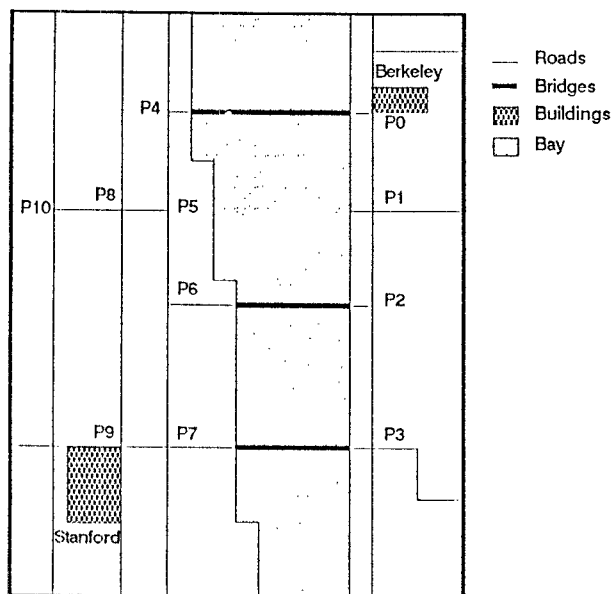 Berkeley
P4
P0
P10
P8
P5
P1
P6
P2
P9
P7
P3
Stanford
Roads
Bridges
Buildings
Bay